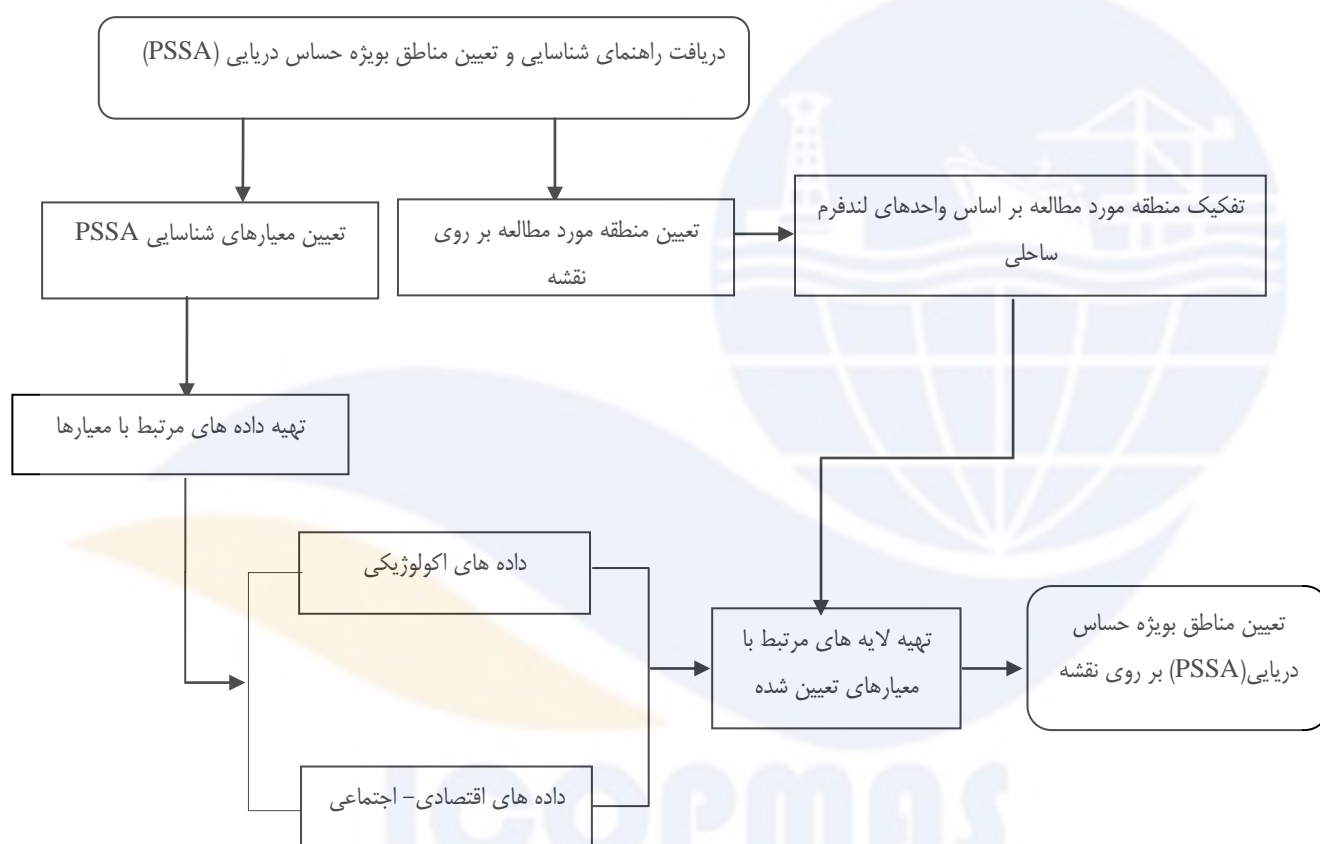 دریافت راهنمای شناسایی و تعیین مناطق بویژه حساس دریایی (PSSA)
تعیین معیارهای شناسایی PSSA
تعیین منطقه مورد مطالعه بر روی
نقشه
تفکیک منطقه مورد مطالعه بر اساس واحدهای لندفرم
ساحلی
تهیه داده های مرتبط با معیارها
داده های اکولوژیکی
داده های اقتصادی- اجتماعی
تهیه لایه های مرتبط با
معیارهای تعیین شده
تعیین مناطق بویژه حساس
دریایی(PSSA) بر روی نقشه
ICOPMAS